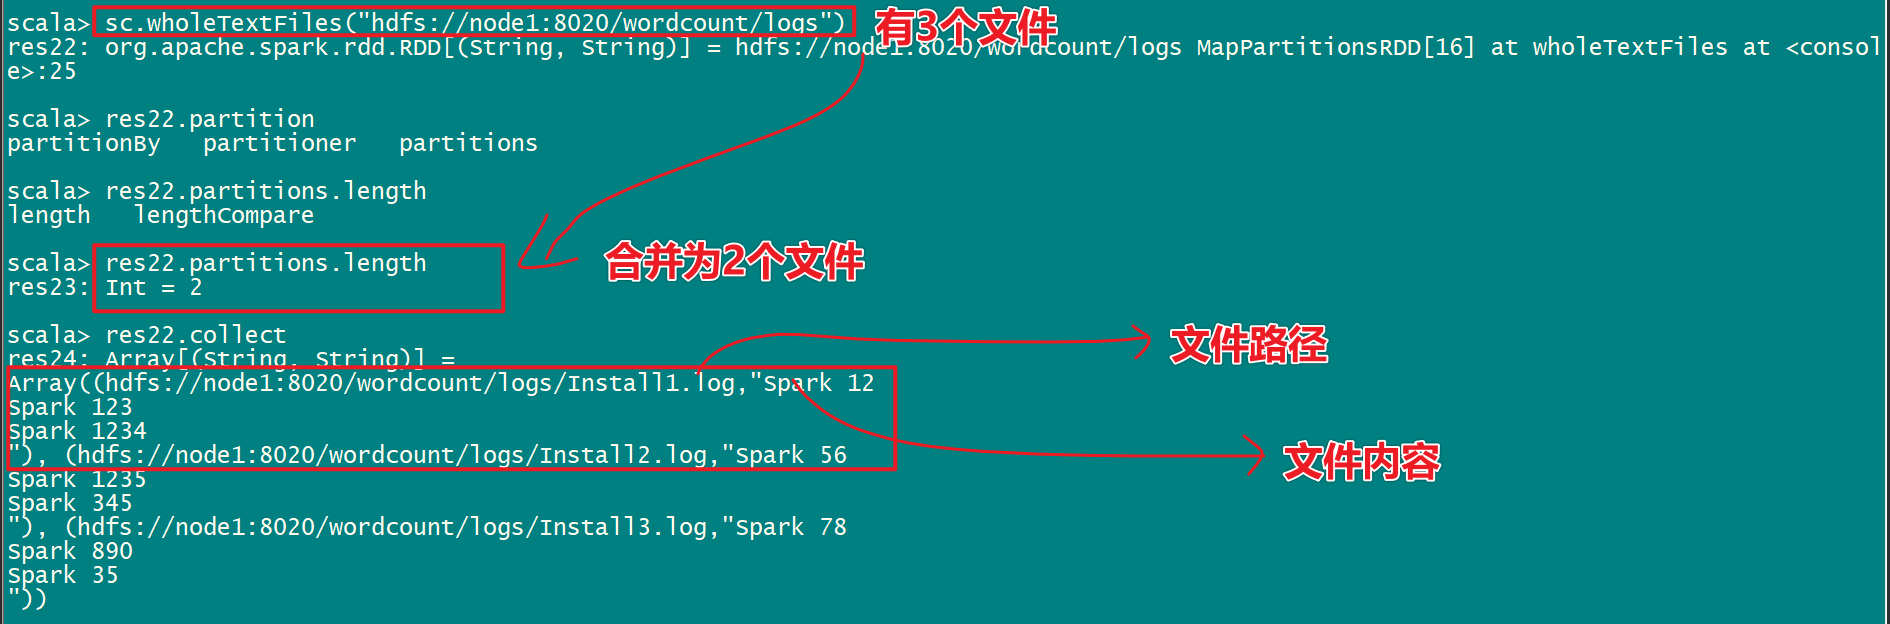 scala> sc.wholeTextFiles("hdfs://node1:8020/wordcount/logs")
有3个文件
res22: org.apache.spark.rdd.RDD[(String, String)] = hdfs://node1:8020/wordcount/logs MapPartitionsRDD[16] at wholeTextFiles at <consol
e>:25
scala> res22.partition
partitionBy   partitioner   partitions
scala> res22.partitions.length
length   lengthCompare
scala> res22.partitions.length
合并为2个文件
res23: Int = 2
scala> res22.collect
文件路径
res24: Array[(String, String)] =
Array((hdfs://node1:8020/wordcount/logs/Install1.log,"Spark 12
Spark 123
Spark 1234
"), (hdfs://node1:8020/wordcount/logs/Install2.log,"Spark 56
文件内容
Spark 1235
Spark 345
"), (hdfs://node1:8020/wordcount/logs/Install3.log,"Spark 78
Spark 890
Spark 35
"))